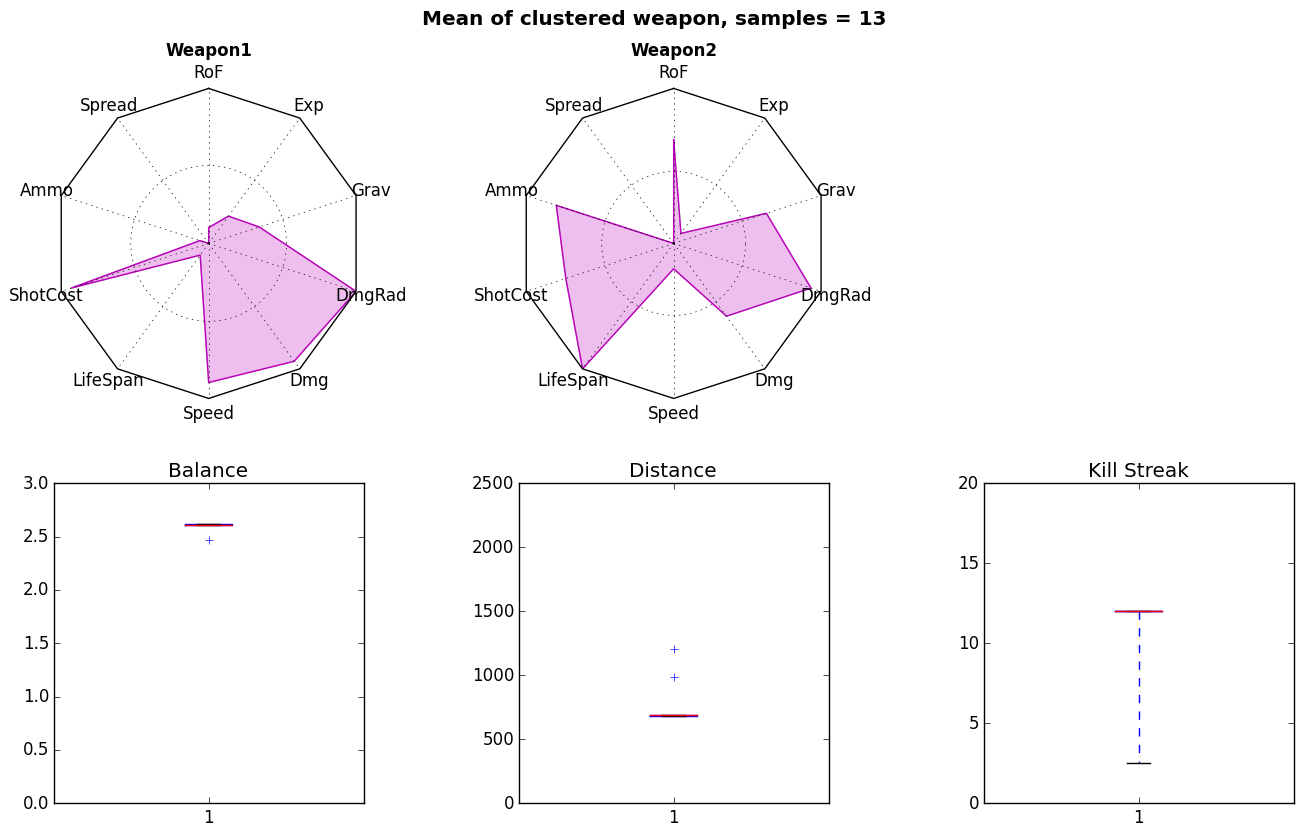 Mean of clustered weapon, samples = 13
Weapon1
RoF
Spread
Exp
Ammo
Grav
ShotCost
DmgRad
LifeSpan
Dmg
Speed
Weapon2
RoF
Spread
Exp
Ammo
Grav
ShotCost
DmgRad
LifeSpan
Dmg
Speed
Balance
3.0
2.5
2.0
1.5
1.0
0.5
0.0
1
Distance
2500
2000
1500
1000
500
0
1
Kill Streak
20
15
10
5
0
1